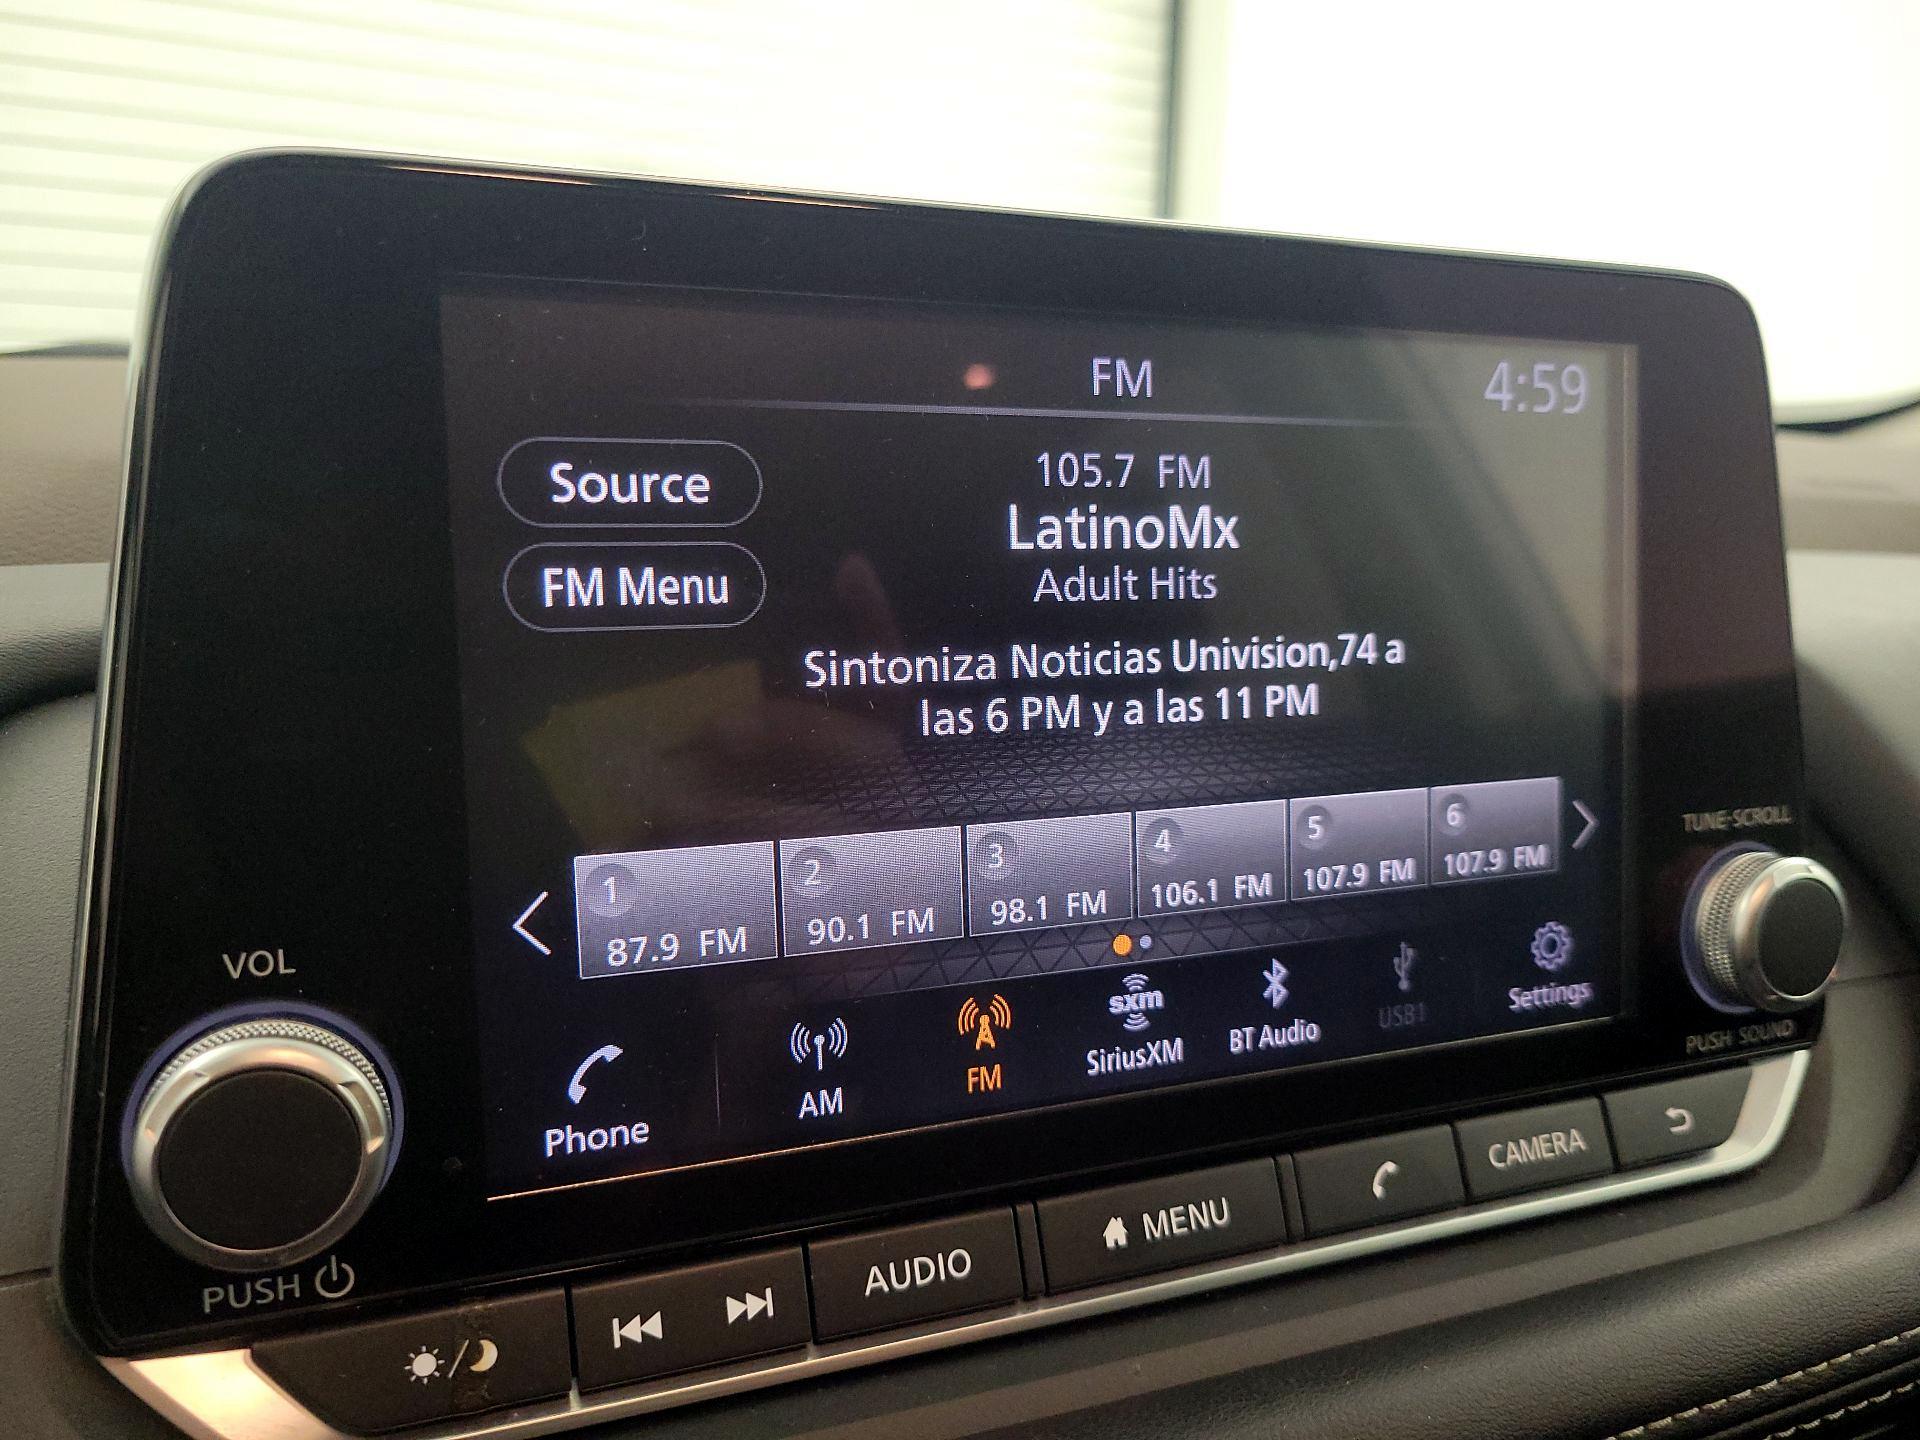 FM
4:59
Source
FM Menu
105.7 FM
LatinoMx
Adult Hits
Sintoniza Noticias Univision,74 a
las 6 PM y a las 11 PM
1
87.9 FM
2
90.1 FM
3
98.1 FM
4
106.1 FM
5
107.9 FM
6
107.9 FM
Phone
AM
FM
sxm
SiriusXM
BT Audio
USB1
Settings
VOL
PUSH
TUNE-SCROLL
PUSH SOUND
AUDIO
MENU
CAMERA